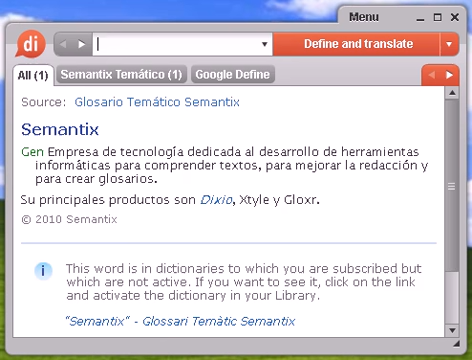 Menu
di
Define and translate
All (1)
Semantix Temático (1)
Google Define
Source: Glosario Temático Semantix
Semantix
Gen Empresa de tecnología dedicada al desarrollo de herramientas
informáticas para comprender textos, para mejorar la redacción y
para crear glosarios.
Su principales productos son Dixio, Xtyle y Gloxr.
© 2010 Semantix
i
This word is in dictionaries to which you are subscribed but
which are not active. If you want to see it, click on the link
and activate the dictionary in your Library.
"Semantix" - Glossari Temàtic Semantix